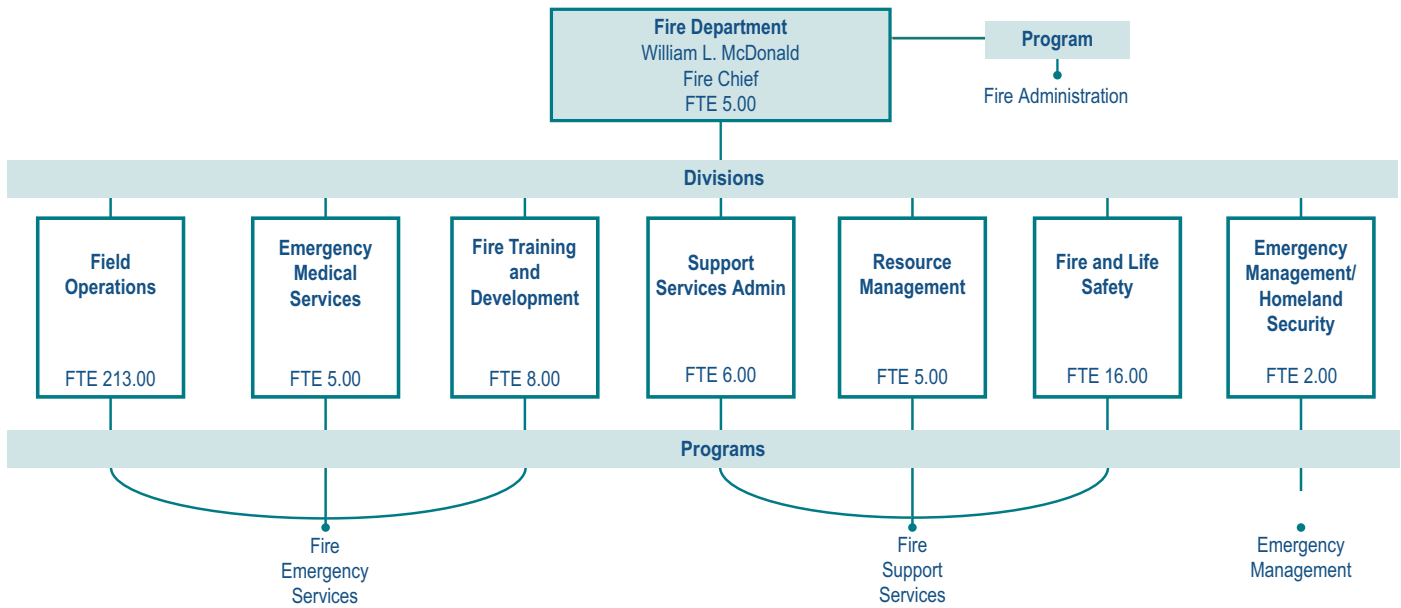 Fire Department
William L. McDonald
Fire Chief
FTE 5.00
Program
Fire Administration
Divisions
Field
Operations
FTE 213.00
Emergency
Medical
Services
FTE 5.00
Fire Training
and
Development
FTE 8.00
Support
Services Admin
FTE 6.00
Resource
Management
FTE 5.00
Fire and Life
Safety
FTE 16.00
Emergency
Management/
Homeland
Security
FTE 2.00
Programs
Fire
Emergency
Services
Fire
Support
Services
Emergency
Management